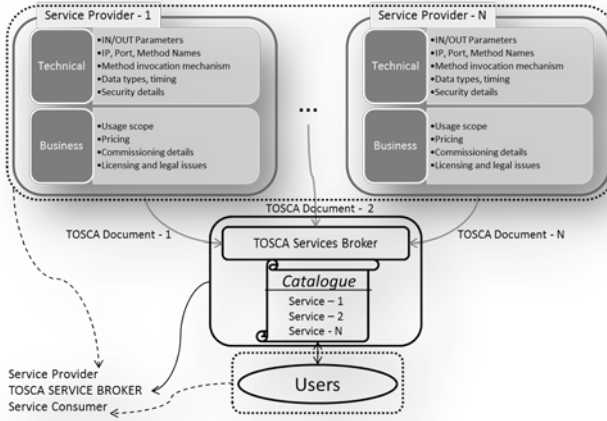 Service Provider - 1
Technical
•IN/OUT Parameters
•IP, Port, Method Names
•Method invocation mechanism
•Data types, timing
•Security details
Business
•Usage scope
•Pricing
•Commissioning details
•Licensing and legal issues
...
Service Provider - N
Technical
•IN/OUT Parameters
•IP, Port, Method Names
•Method invocation mechanism
•Data types, timing
•Security details
Business
•Usage scope
•Pricing
•Commissioning details
•Licensing and legal issues
TOSCA Document - 2
TOSCA Document - 1
TOSCA Document - N
TOSCA Services Broker
Catalogue
Service – 1
Service – 2
Service - N
Users
Service Provider
TOSCA SERVICE BROKER
Service Consumer